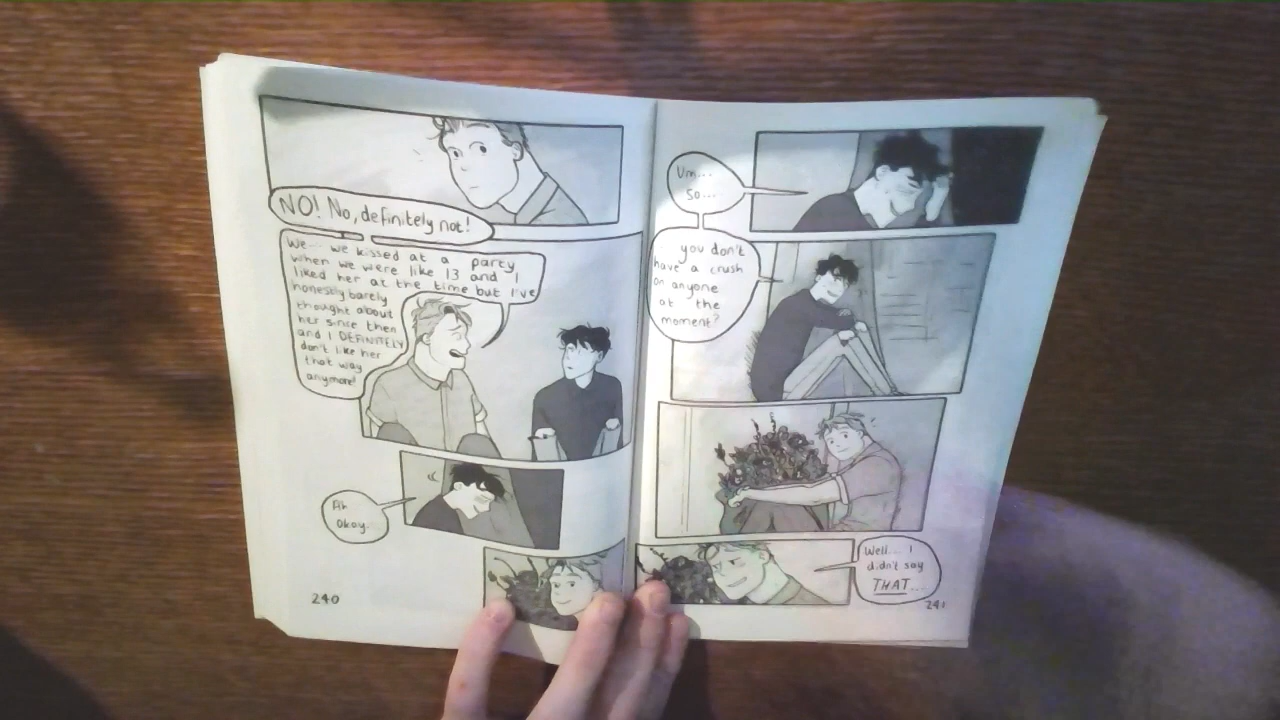 NO! No, definitely not!
We... we kissed at a party
when we were like 13 and I
liked her at the time but I've
honestly barely
thought about
her since then
and I DEFINITELY
don't like her
that way
anymore!
Ah.
Okay.
240
Um...
so...
... you don't
have a crush
on anyone
at the
moment?
Well... I
didn't say
THAT...
241